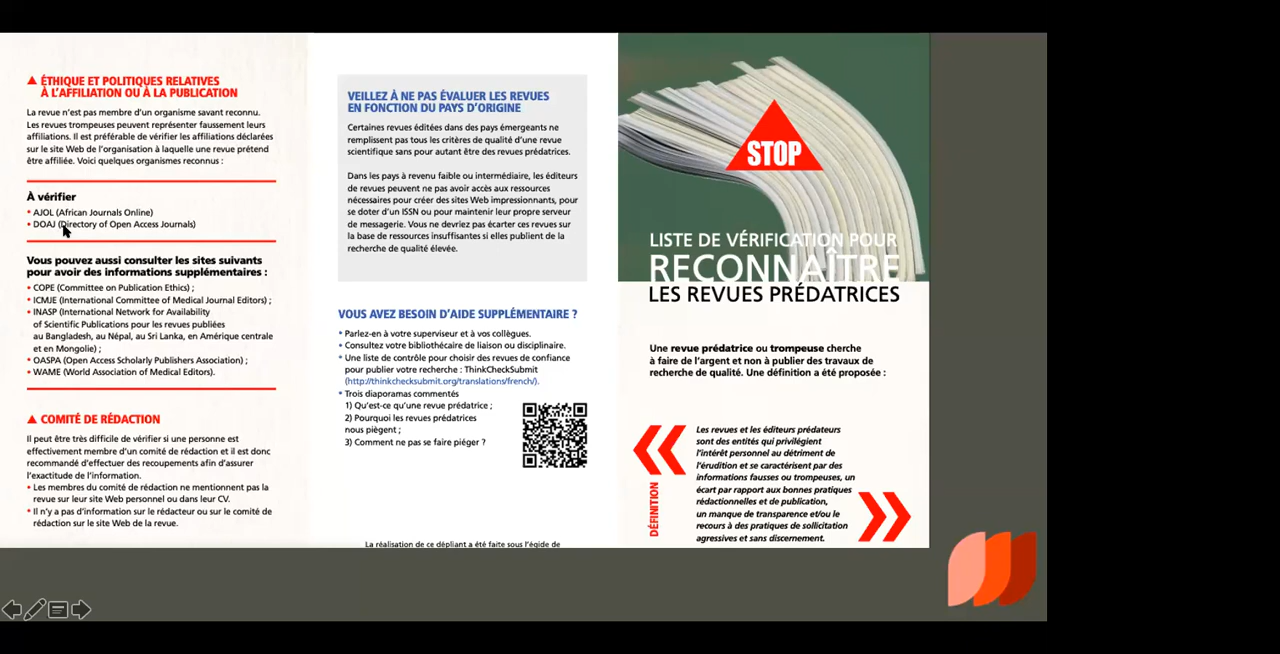 ÉTHIQUE ET POLITIQUES RELATIVES
À L'AFFILIATION OU À LA PUBLICATION
La revue n'est pas membre d'un organisme savant reconnu.
Les revues trompeuses peuvent représenter faussement leurs
affiliations. Il est préférable de vérifier les affiliations déclarées
sur le site Web de l'organisation à laquelle une revue prétend
être affiliée. Voici quelques organismes reconnus :
À vérifier
• AJOL (African Journals Online)
• DOAJ (Directory of Open Access Journals)
Vous pouvez aussi consulter les sites suivants
pour avoir des informations supplémentaires :
• COPE (Committee on Publication Ethics) ;
• ICMJE (International Committee of Medical Journal Editors) ;
• INASP (International Network for Availability
of Scientific Publications pour les revues publiées
au Bangladesh, au Népal, au Sri Lanka, en Amérique centrale
et en Mongolie) ;
• OASPA (Open Access Scholarly Publishers Association) ;
• WAME (World Association of Medical Editors).
COMITÉ DE RÉDACTION
Il peut être très difficile de vérifier si une personne est
effectivement membre d'un comité de rédaction et il est donc
recommandé d'effectuer des recoupements afin d'assurer
l'exactitude de l'information.
• Les membres du comité de rédaction ne mentionnent pas la
revue sur leur site Web personnel ou dans leur CV.
• Il n'y a pas d'information sur le rédacteur ou sur le comité de
rédaction sur le site Web de la revue.
VEILLEZ À NE PAS ÉVALUER LES REVUES
EN FONCTION DU PAYS D'ORIGINE
Certaines revues éditées dans des pays émergeants ne
remplissent pas tous les critères de qualité d'une revue
scientifique sans pour autant être des revues prédatrices.
Dans les pays à revenu faible ou intermédiaire, les éditeurs
de revues peuvent ne pas avoir accès aux ressources
nécessaires pour créer des sites Web impressionnants, pour
se doter d'un ISSN ou pour maintenir leur propre serveur
de messagerie. Vous ne devriez pas écarter ces revues sur
la base de ressources insuffisantes si elles publient de la
recherche de qualité élevée.
VOUS AVEZ BESOIN D'AIDE SUPPLÉMENTAIRE ?
• Parlez-en à votre superviseur et à vos collègues.
• Consultez votre bibliothécaire de liaison ou disciplinaire.
• Une liste de contrôle pour choisir des revues de confiance
pour publier votre recherche : ThinkCheckSubmit
(http://thinkchecksubmit.org/translations/french/).
• Trois diaporamas commentés
1) Qu'est-ce qu'une revue prédatrice ;
2) Pourquoi les revues prédatrices
nous piègent ;
3) Comment ne pas se faire piéger ?
La réalisation de ce dépliant a été faite sous l'égide de
STOP
LISTE DE VÉRIFICATION POUR
RECONNAÎTRE
LES REVUES PRÉDATRICES
Une revue prédatrice ou trompeuse cherche
à faire de l'argent et non à publier des travaux de
recherche de qualité. Une définition a été proposée :
DÉFINITION
Les revues et les éditeurs prédateurs
sont des entités qui privilégient
l'intérêt personnel au détriment de
l'érudition et se caractérisent par des
informations fausses ou trompeuses, un
écart par rapport aux bonnes pratiques
rédactionnelles et de publication,
un manque de transparence et/ou le
recours à des pratiques de sollicitation
agressives et sans discernement.